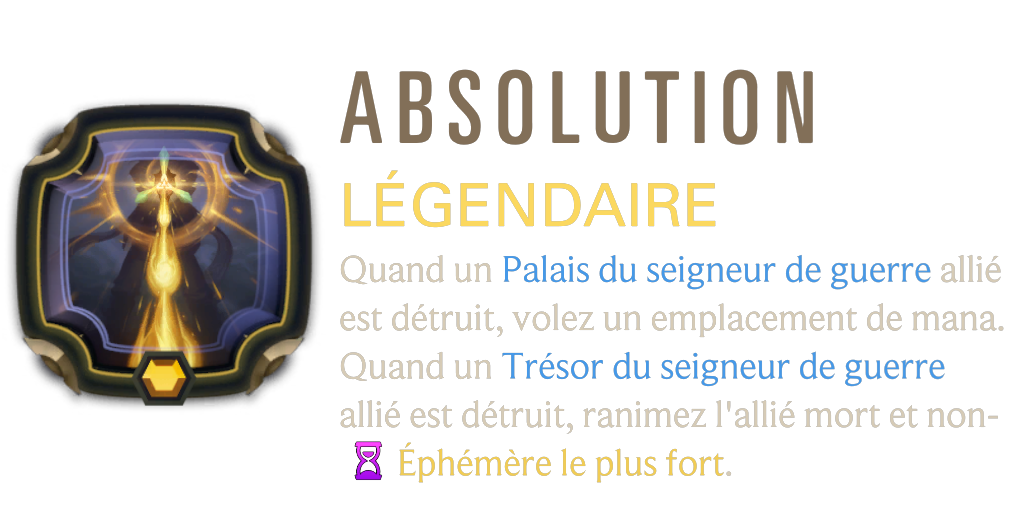 ABSOLUTION
LÉGENDAIRE
Quand un Palais du seigneur de guerre allié
est détruit, volez un emplacement de mana.
Quand un Trésor du seigneur de guerre
allié est détruit, ranimez l'allié mort et non-
Éphémère le plus fort.